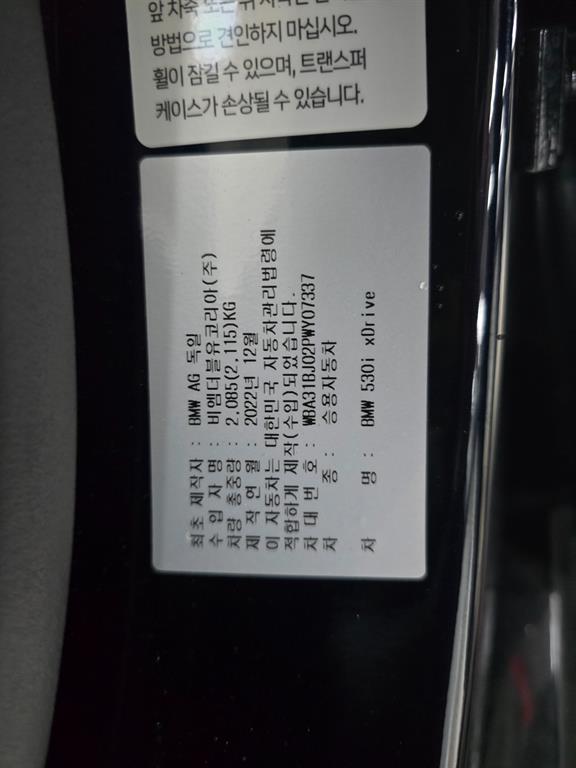 앞 차축 또는 뒤 차축만
방법으로 견인하지 마십시오.
휠이 잠길 수 있으며, 트랜스퍼
케이스가 손상될 수 있습니다.
최초 제작자 : BMW AG 독일
수 입 자 명 : 비엠더블유코리아(주)
차량 총중량 : 2,085(2,115)KG
제 작 연 월 : 2022년 12월
이 자동차는 대한민국 자동차관리법령에
적합하게 제작(수입)되었습니다.
차 대 번 호 : WBA31BJ02PWY07337
차 종 : 승용자동차
차 명 : BMW 530i xDrive